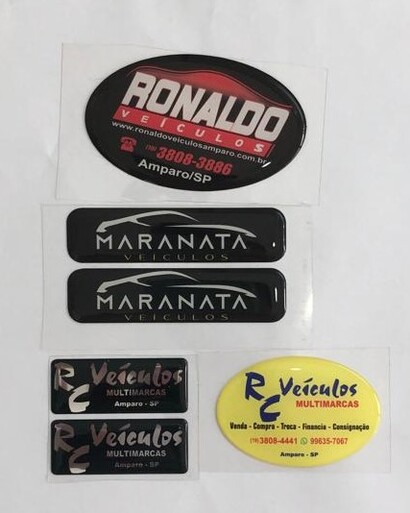 RONALDO
VEÍCULOS
www.ronaldoveiculosamparo.com.br
(19) 3808-3886
Amparo/SP
MARANATA
VEÍCULOS
MARANATA
VEÍCULOS
RC Veículos
MULTIMARCAS
Amparo - SP
RC Veículos
MULTIMARCAS
Amparo - SP
RC Veículos
MULTIMARCAS
Venda - Compra - Troca - Financia - Consignação
(19) 3808-4441 99635-7067
Amparo - SP